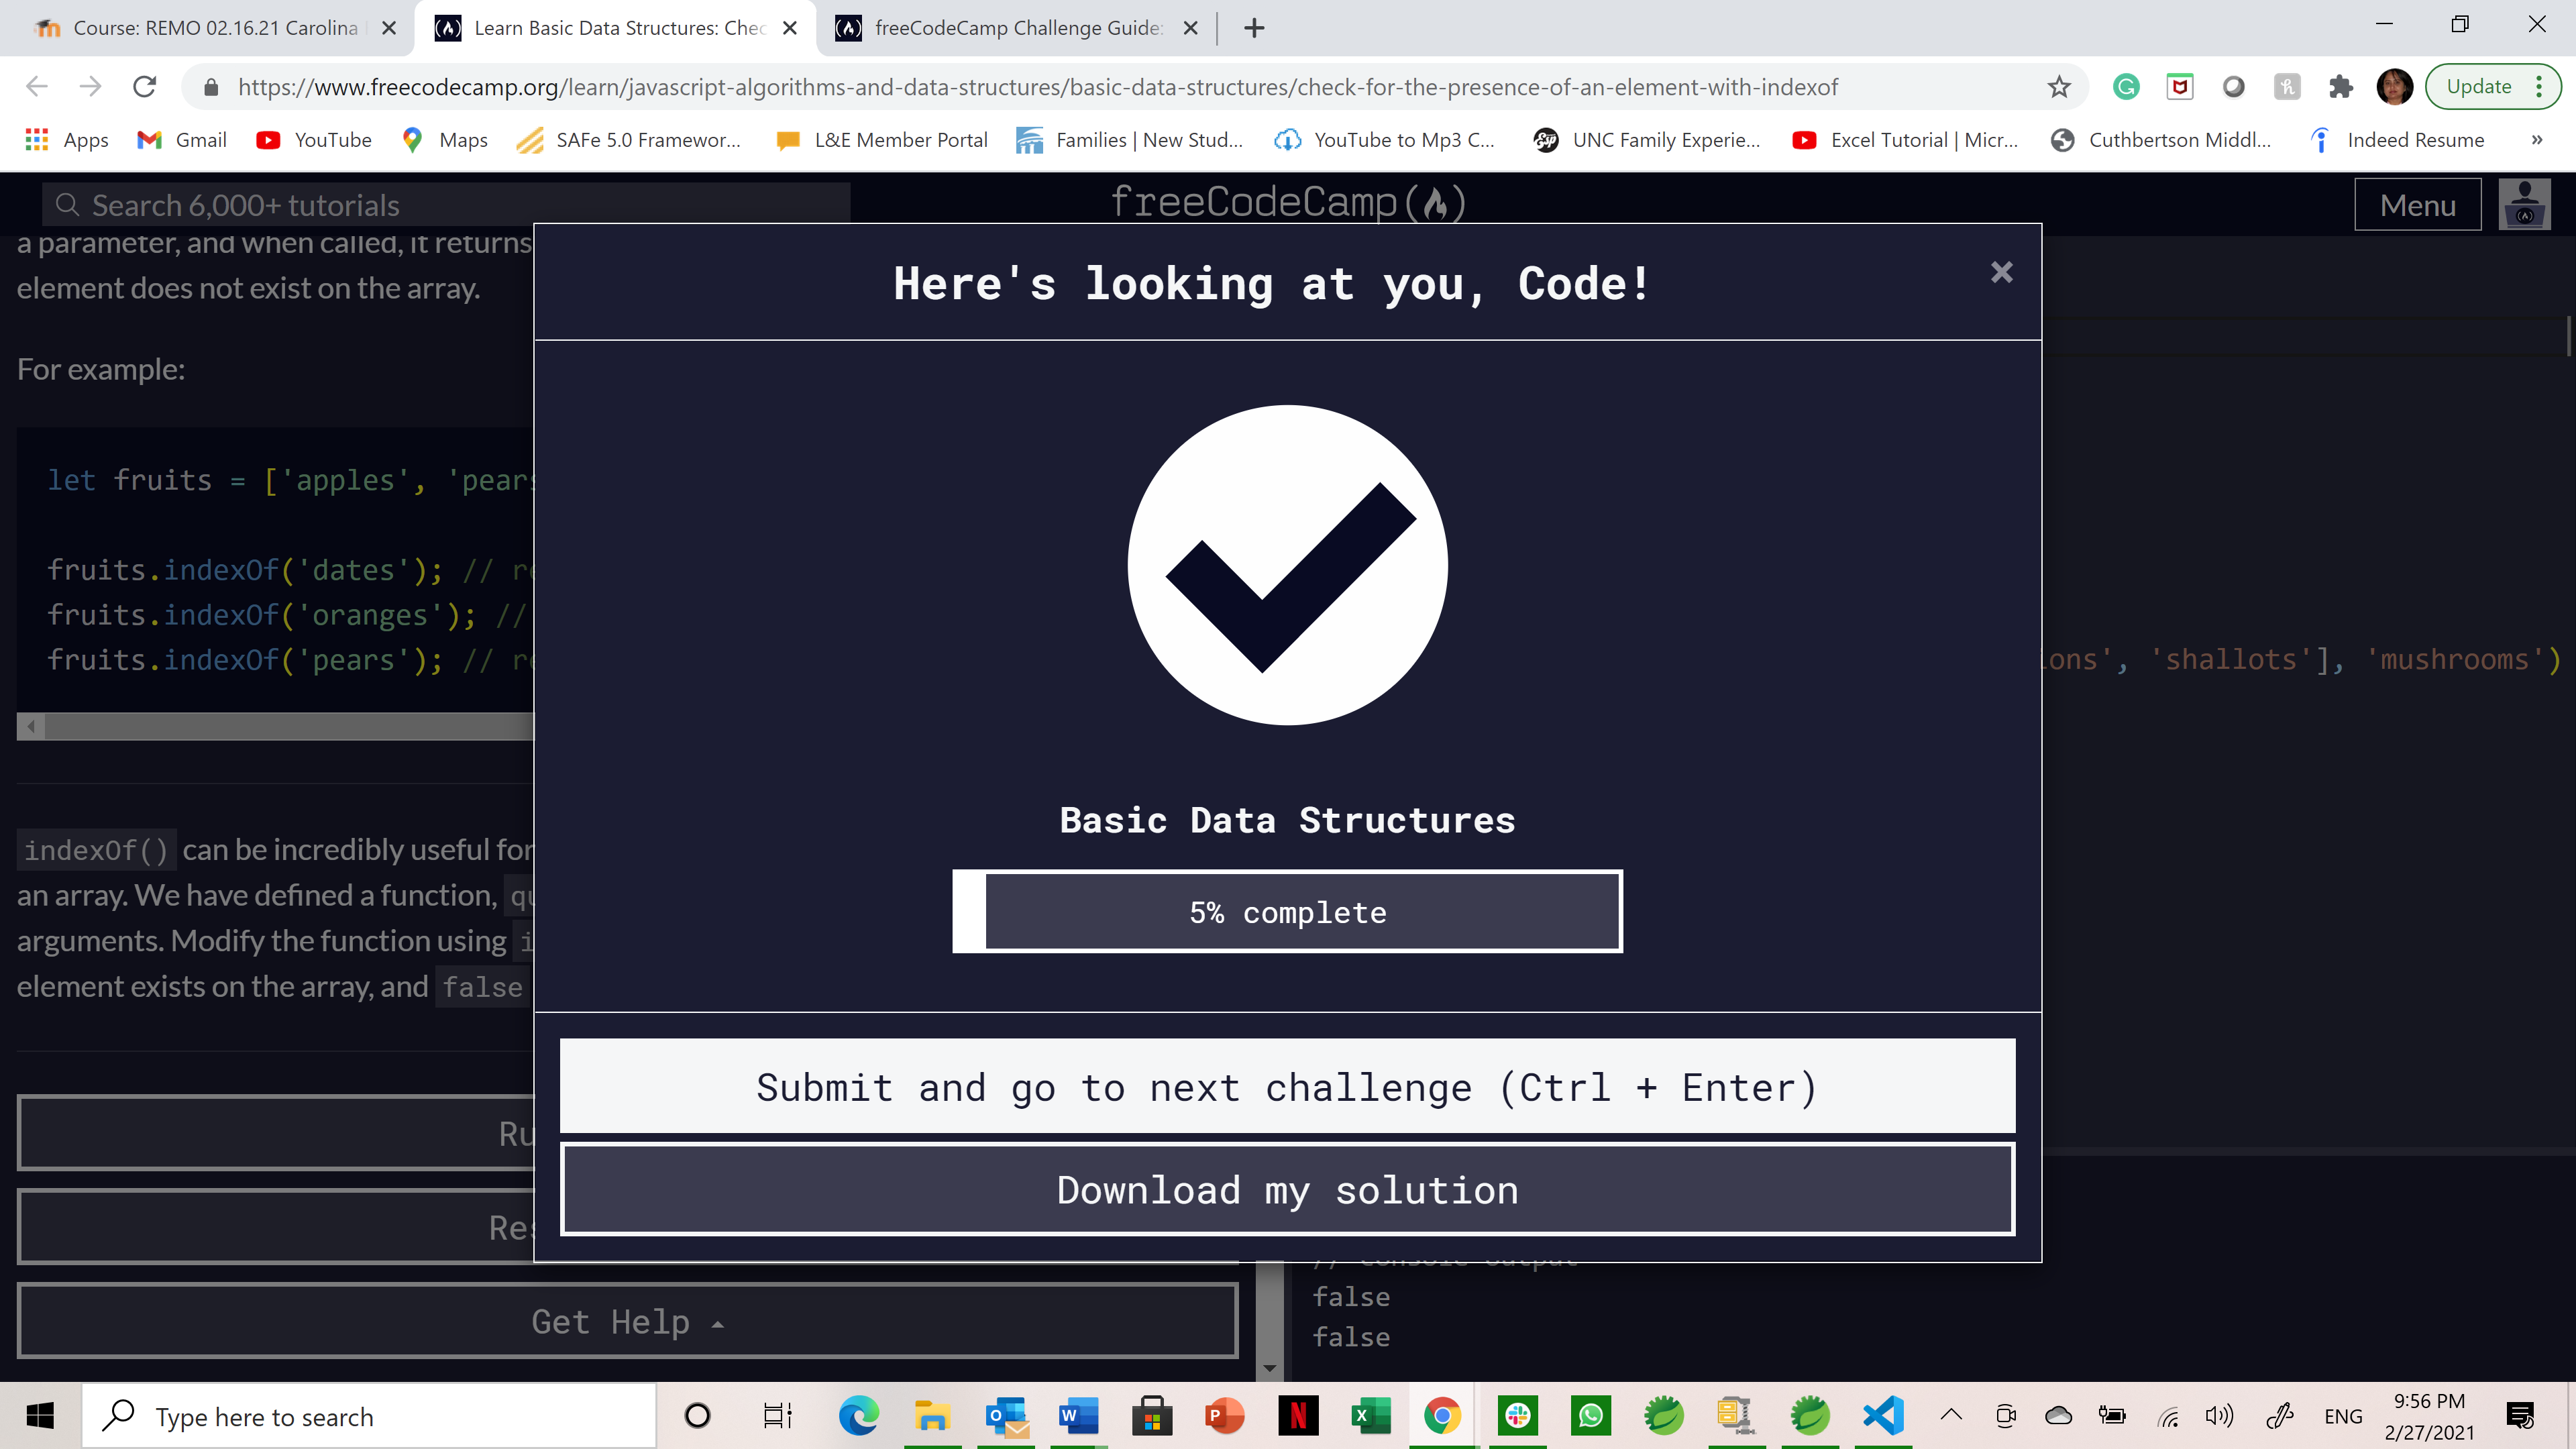 Course: REMO 02.16.21 Carolina
Learn Basic Data Structures: Chec
freeCodeCamp Challenge Guide:
https://www.freecodecamp.org/learn/javascript-algorithms-and-data-structures/basic-data-structures/check-for-the-presence-of-an-element-with-indexof
Update
Apps
Gmail
YouTube
Maps
SAFe 5.0 Framewor...
L&E Member Portal
Families | New Stud...
YouTube to Mp3 C...
UNC Family Experie...
Excel Tutorial | Micr...
Cuthbertson Middl...
Indeed Resume
»
Search 6,000+ tutorials
freeCodeCamp
Menu
a parameter, and when called, it returns
element does not exist on the array.
For example:
let fruits = ['apples', 'pears
fruits.indexOf('dates'); // re
fruits.indexOf('oranges'); //
fruits.indexOf('pears'); // re
indexOf() can be incredibly useful for
an array. We have defined a function, qu
arguments. Modify the function using i
element exists on the array, and false
Ru
Res
Get Help
Here's looking at you, Code!
×
Basic Data Structures
5% complete
Submit and go to next challenge (Ctrl + Enter)
Download my solution
ions', 'shallots'], 'mushrooms')
// console output
false
false
Type here to search
ENG
9:56 PM
2/27/2021